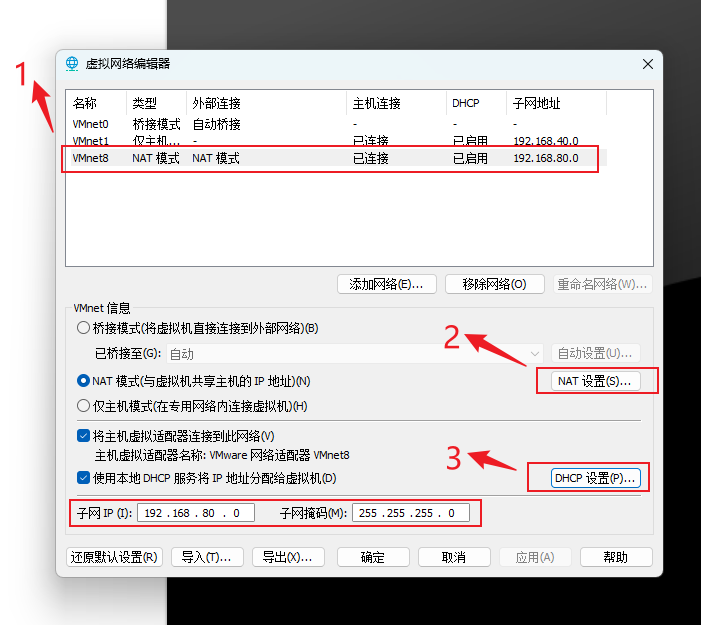 虚拟网络编辑器
1
名称 类型 外部连接 主机连接 DHCP 子网地址
VMnet0 桥接模式 自动桥接 - - -
VMnet1 仅主机... - 已连接 已启用 192.168.40.0
VMnet8 NAT 模式 NAT 模式 已连接 已启用 192.168.80.0
添加网络(E)... 移除网络(O) 重命名网络(W)...
VMnet 信息
桥接模式(将虚拟机直接连接到外部网络)(B)
2
已桥接至(G): 自动 自动设置(U)...
NAT 模式(与虚拟机共享主机的 IP 地址)(N) NAT 设置(S)...
仅主机模式(在专用网络内连接虚拟机)(H)
将主机虚拟适配器连接到此网络(V)
主机虚拟适配器名称: VMware 网络适配器 VMnet8
3
使用本地 DHCP 服务将 IP 地址分配给虚拟机(D) DHCP 设置(P)...
子网 IP (I): 192 . 168 . 80 . 0 子网掩码(M): 255 . 255 . 255 . 0
还原默认设置(R) 导入(T)... 导出(X)... 确定 取消 应用(A) 帮助